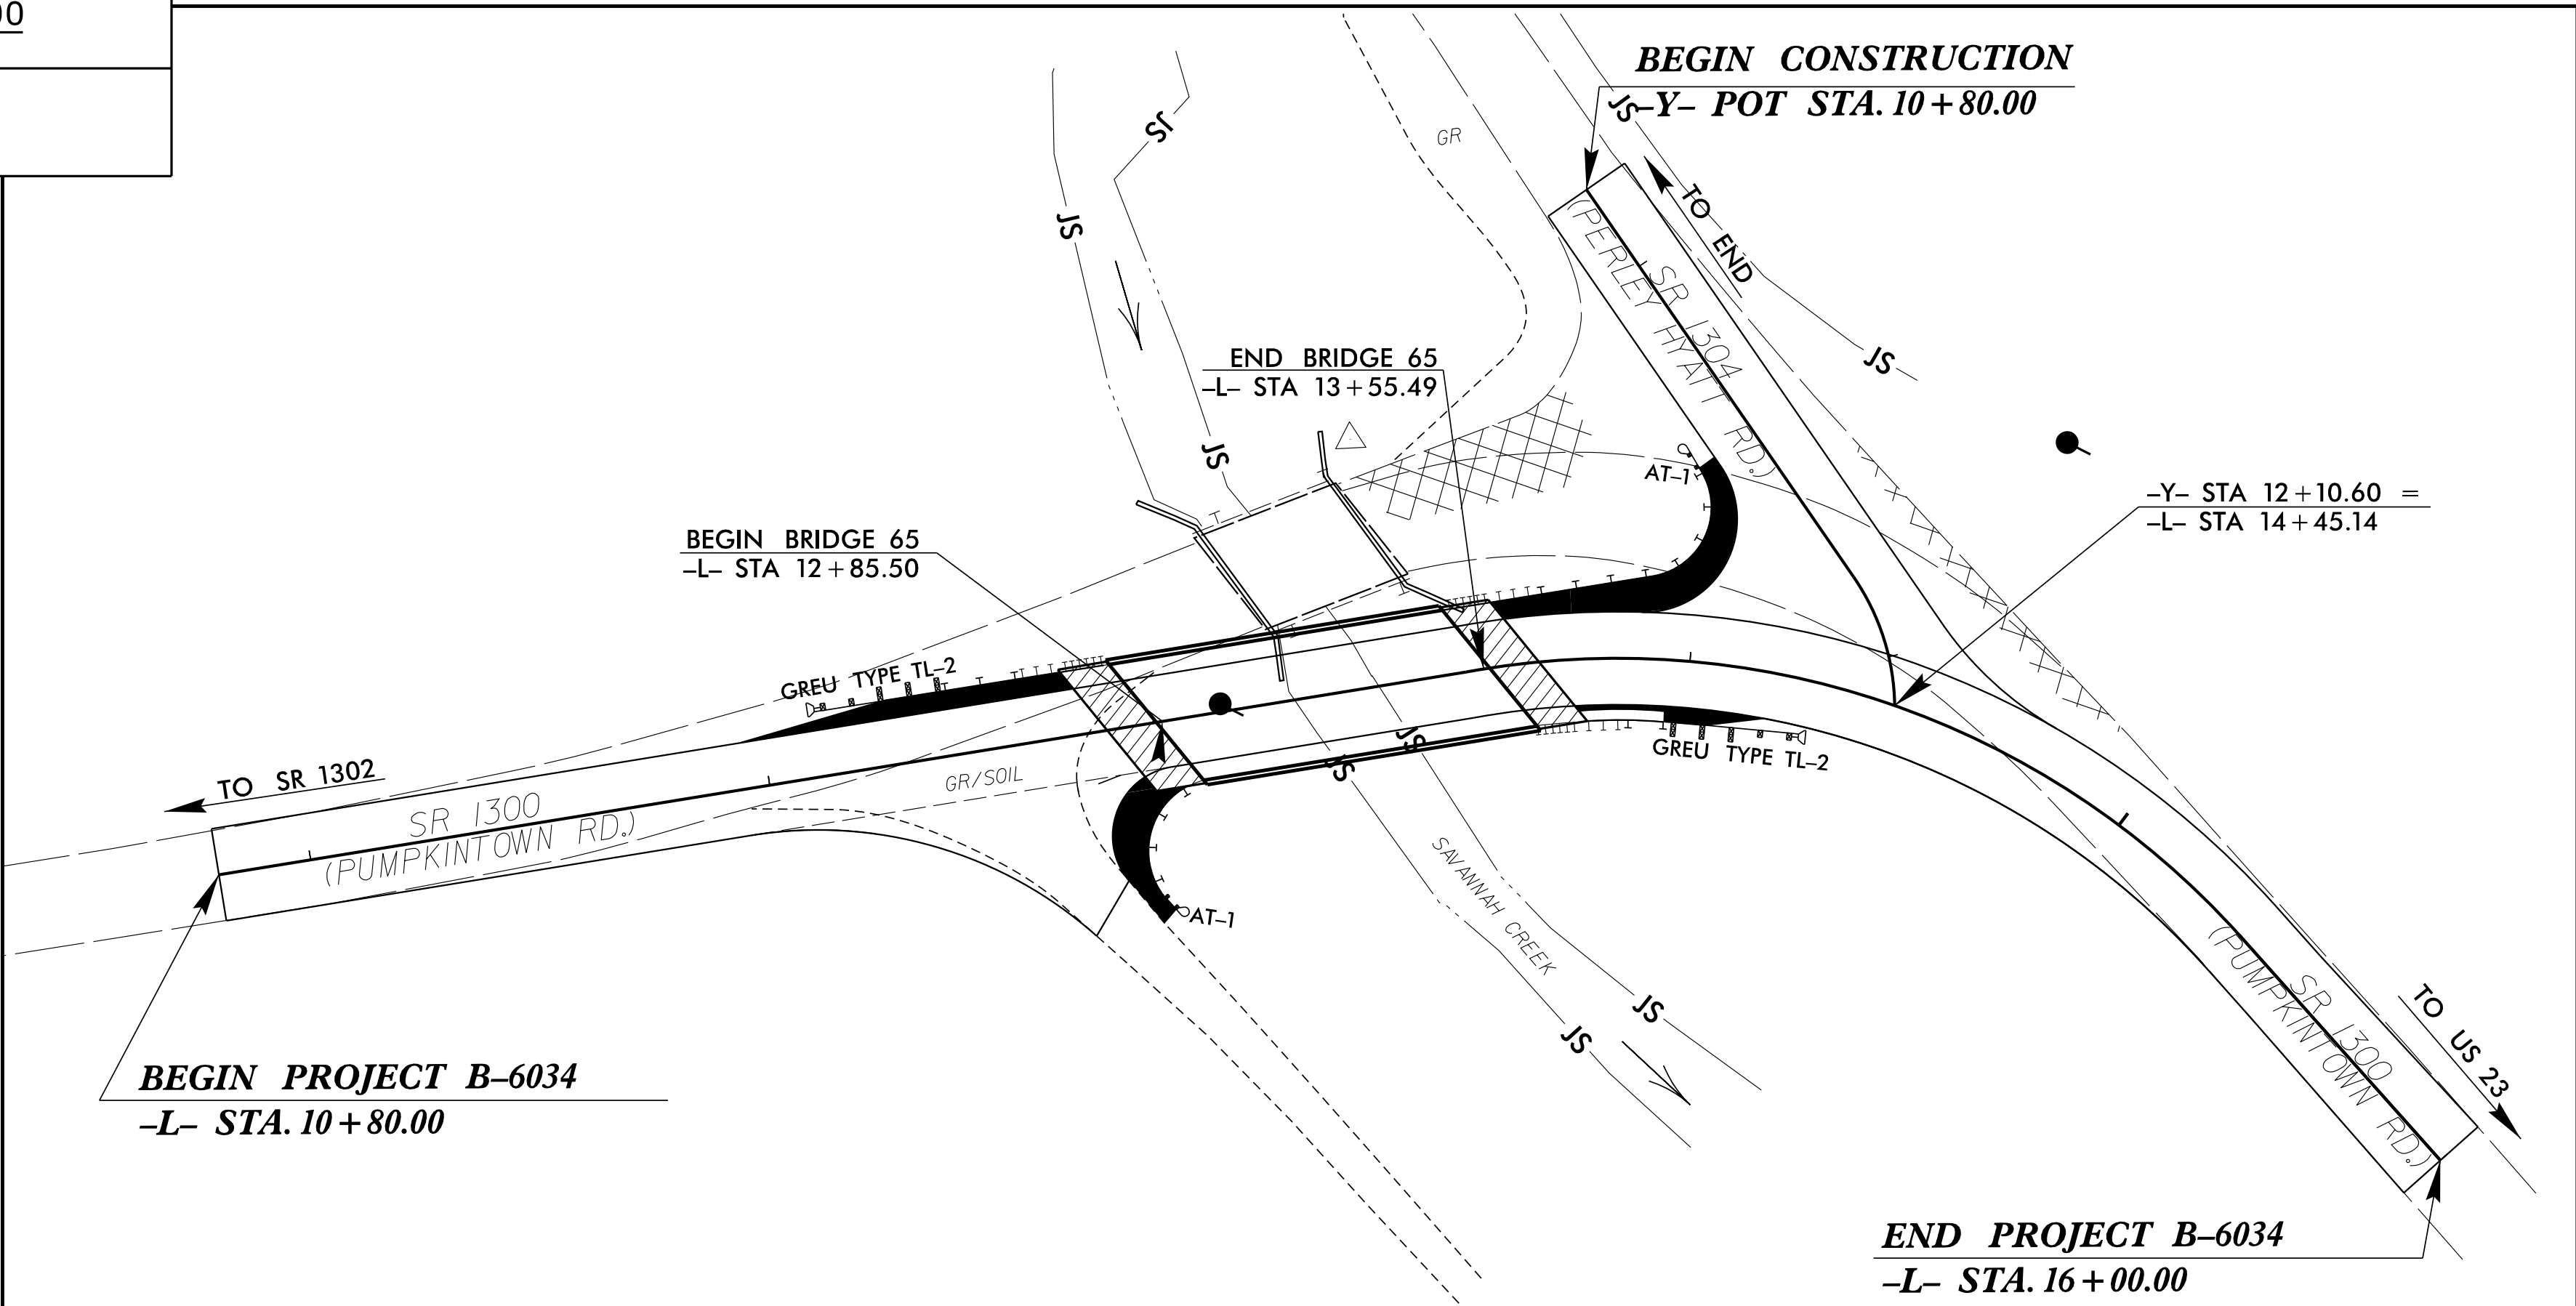 00
BEGIN CONSTRUCTION
-Y- POT STA. 10+80.00
JS
JS
JS
GR
TO END
SR 1304
(PERLEY HYATT RD.)
JS
END BRIDGE 65
-L- STA 13+55.49
JS
AT-1
-Y- STA 12+10.60 =
-L- STA 14+45.14
BEGIN BRIDGE 65
-L- STA 12+85.50
GREU TYPE TL-2
GREU TYPE TL-2
JS
JS
TO SR 1302
GR/SOIL
SR 1300
(PUMPKINTOWN RD.)
AT-1
SAVANNAH CREEK
JS
JS
SR 1300
(PUMPKINTOWN RD.)
TO US 23
BEGIN PROJECT B-6034
-L- STA. 10+80.00
END PROJECT B-6034
-L- STA. 16+00.00